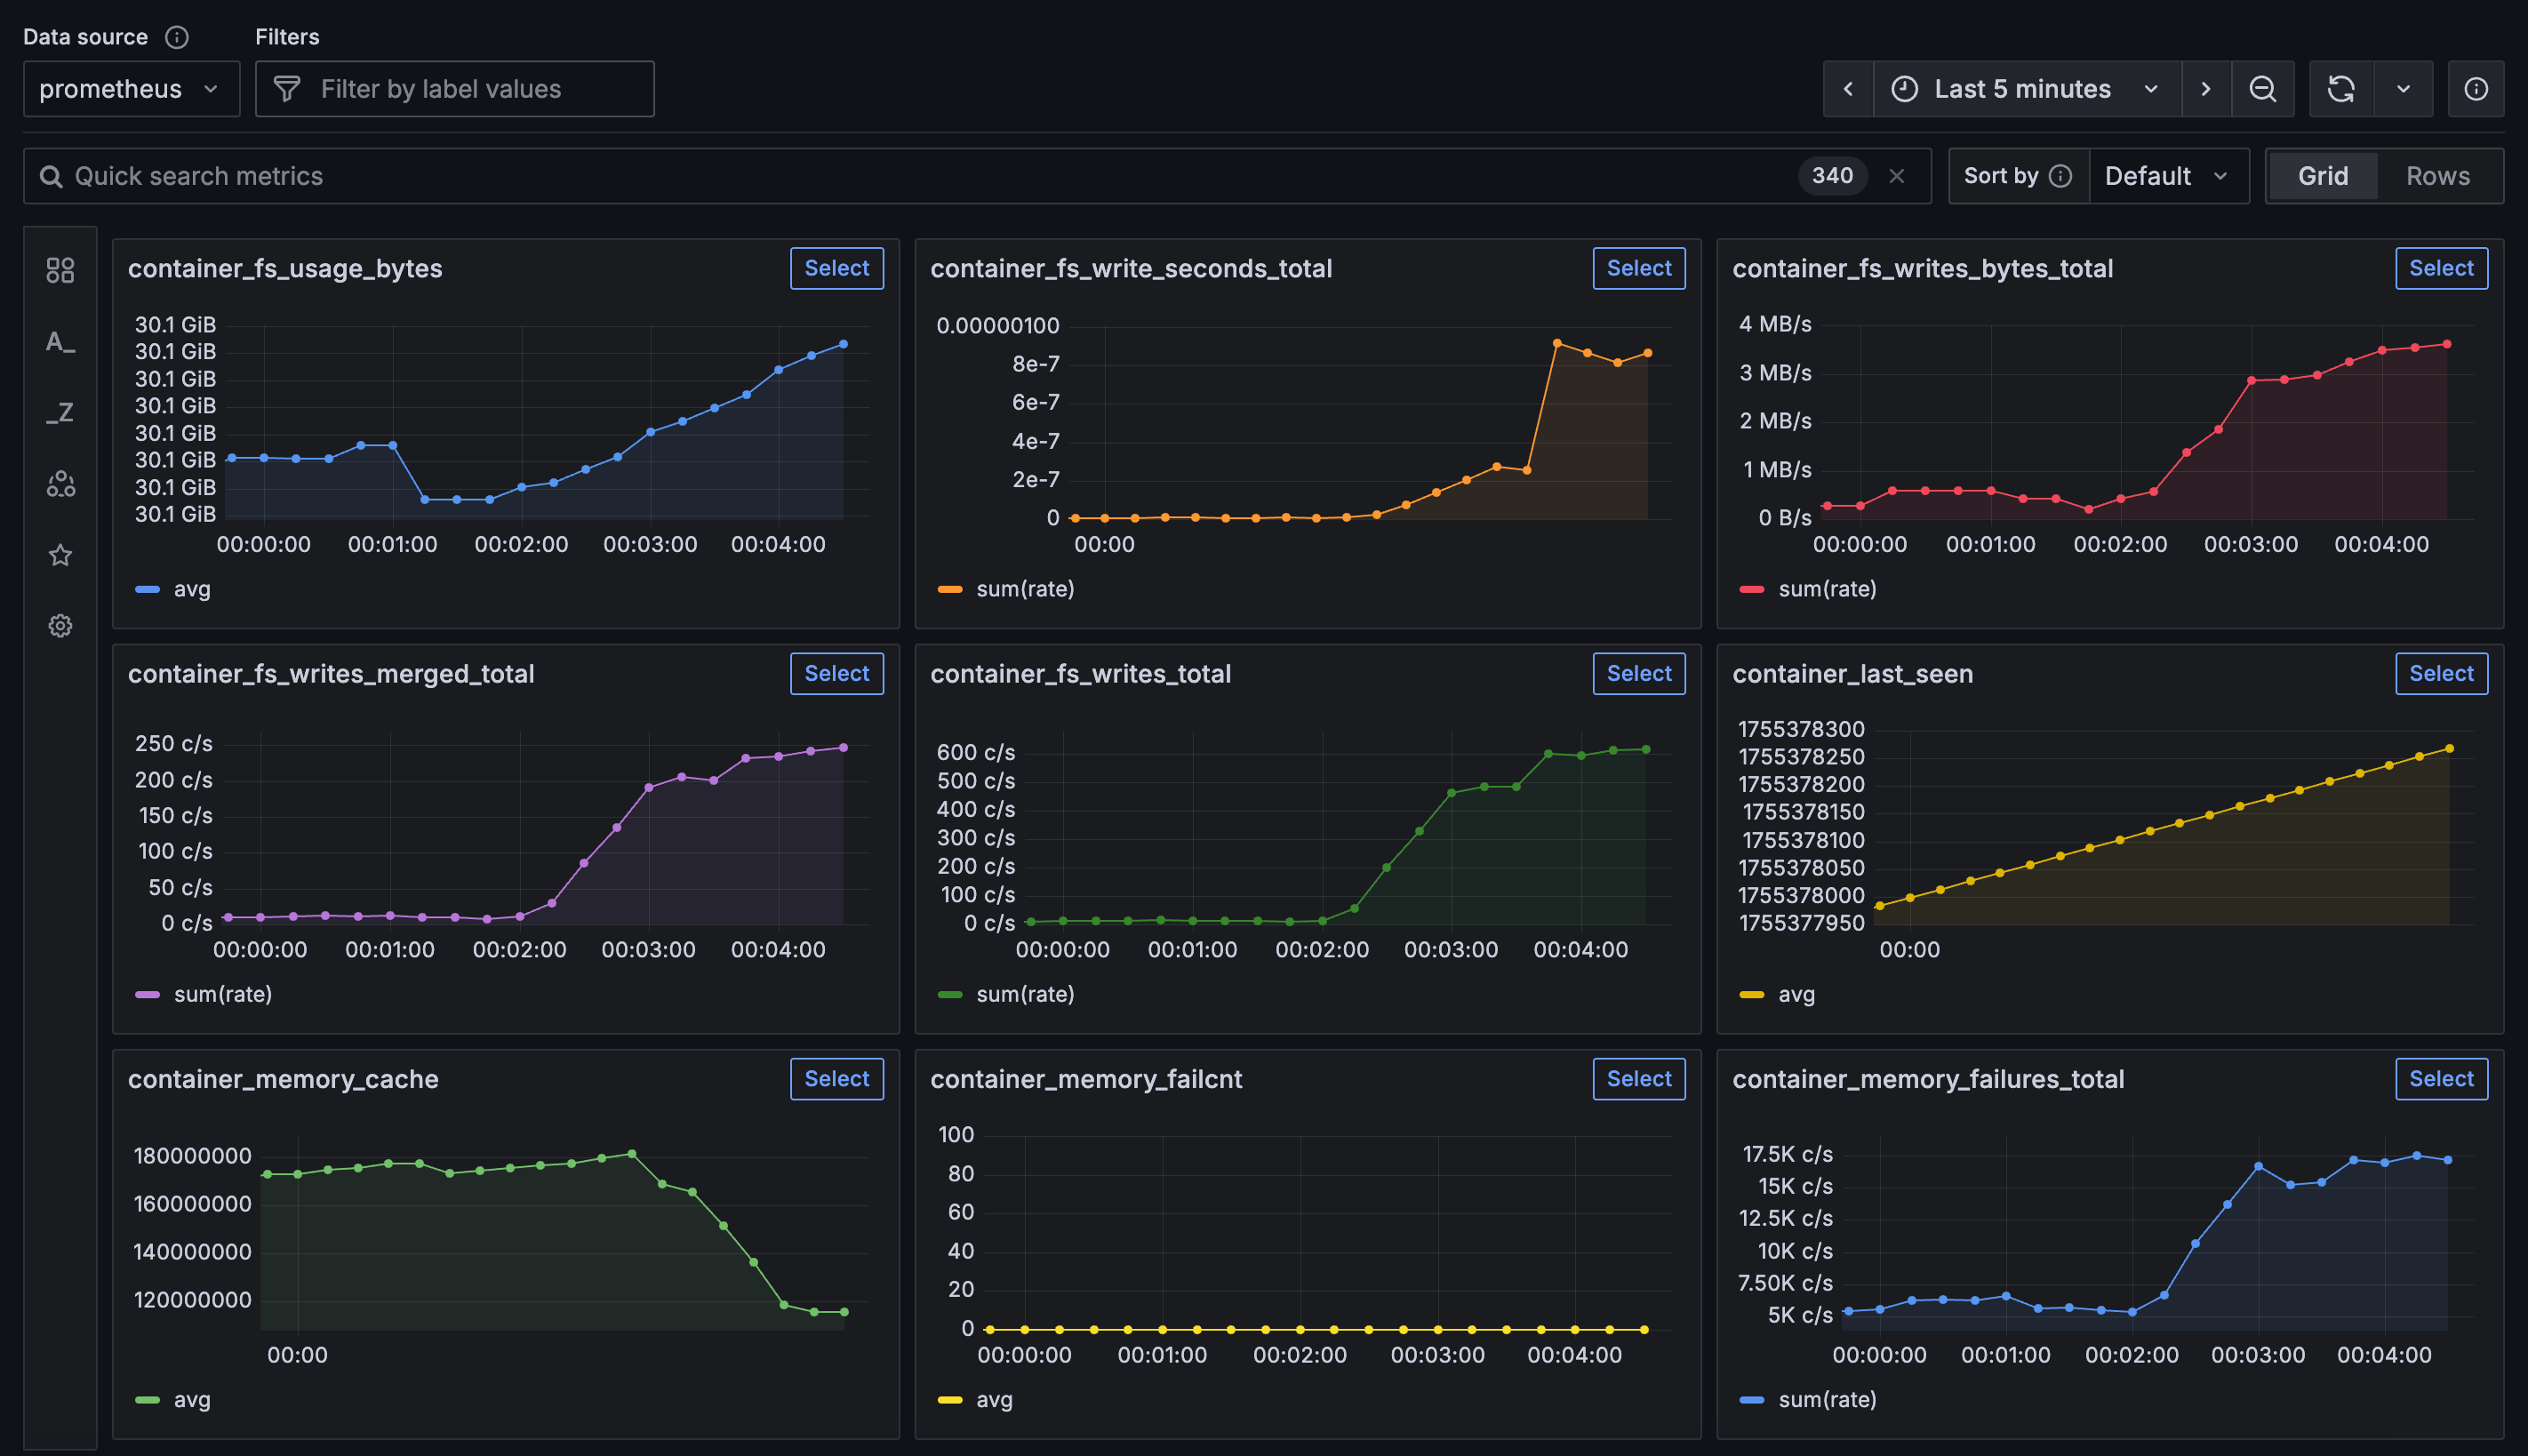 Data source
Filters
prometheus
Filter by label values
Last 5 minutes
Quick search metrics
340
Sort by
Default
Grid
Rows
A_
_Z
container_fs_usage_bytes
Select
30.1 GiB
30.1 GiB
30.1 GiB
30.1 GiB
30.1 GiB
30.1 GiB
30.1 GiB
30.1 GiB
00:00:00 00:01:00 00:02:00 00:03:00 00:04:00
avg
container_fs_write_seconds_total
Select
0.00000100
8e-7
6e-7
4e-7
2e-7
0
00:00
sum(rate)
container_fs_writes_bytes_total
Select
4 MB/s
3 MB/s
2 MB/s
1 MB/s
0 B/s
00:00:00 00:01:00 00:02:00 00:03:00 00:04:00
sum(rate)
container_fs_writes_merged_total
Select
250 c/s
200 c/s
150 c/s
100 c/s
50 c/s
0 c/s
00:00:00 00:01:00 00:02:00 00:03:00 00:04:00
sum(rate)
container_fs_writes_total
Select
600 c/s
500 c/s
400 c/s
300 c/s
200 c/s
100 c/s
0 c/s
00:00:00 00:01:00 00:02:00 00:03:00 00:04:00
sum(rate)
container_last_seen
Select
1755378300
1755378250
1755378200
1755378150
1755378100
1755378050
1755378000
1755377950
00:00
avg
container_memory_cache
Select
180000000
160000000
140000000
120000000
00:00
avg
container_memory_failcnt
Select
100
80
60
40
20
0
00:00:00 00:01:00 00:02:00 00:03:00 00:04:00
avg
container_memory_failures_total
Select
17.5K c/s
15K c/s
12.5K c/s
10K c/s
7.50K c/s
5K c/s
00:00:00 00:01:00 00:02:00 00:03:00 00:04:00
sum(rate)